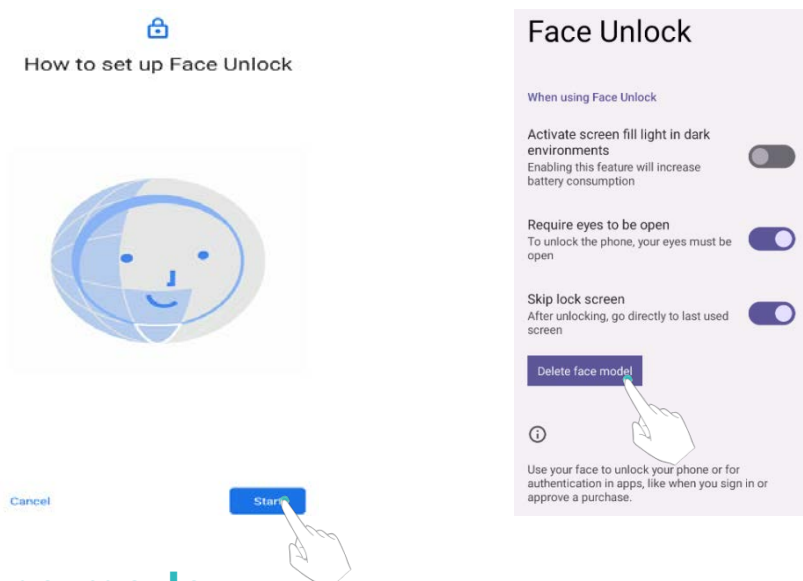 How to set up Face Unlock
Cancel
Start
Face Unlock
When using Face Unlock
Activate screen fill light in dark
environments
Enabling this feature will increase
battery consumption
Require eyes to be open
To unlock the phone, your eyes must be
open
Skip lock screen
After unlocking, go directly to last used
screen
Delete face model
Use your face to unlock your phone or for
authentication in apps, like when you sign in or
approve a purchase.